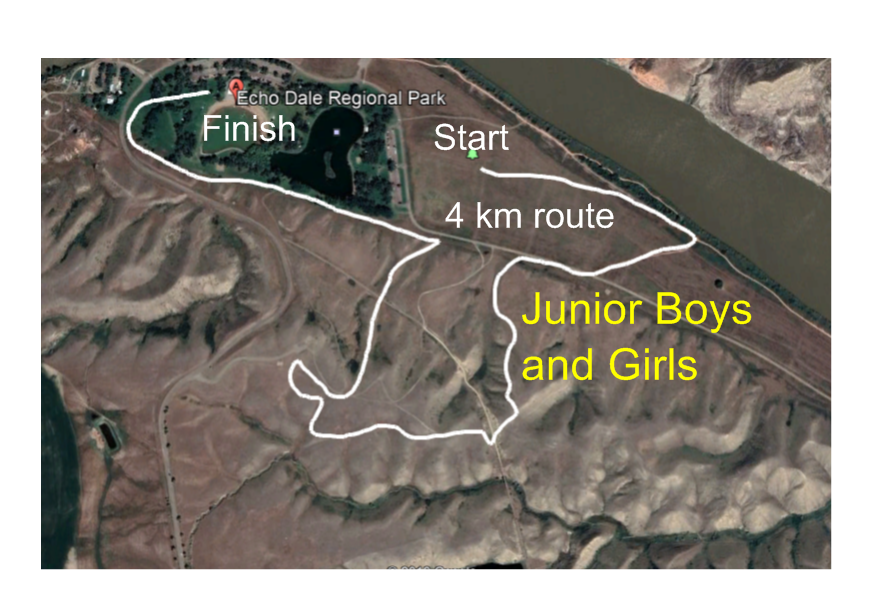 Echo Dale Regional Park
Finish
Start
4 km route
Junior Boys
and Girls